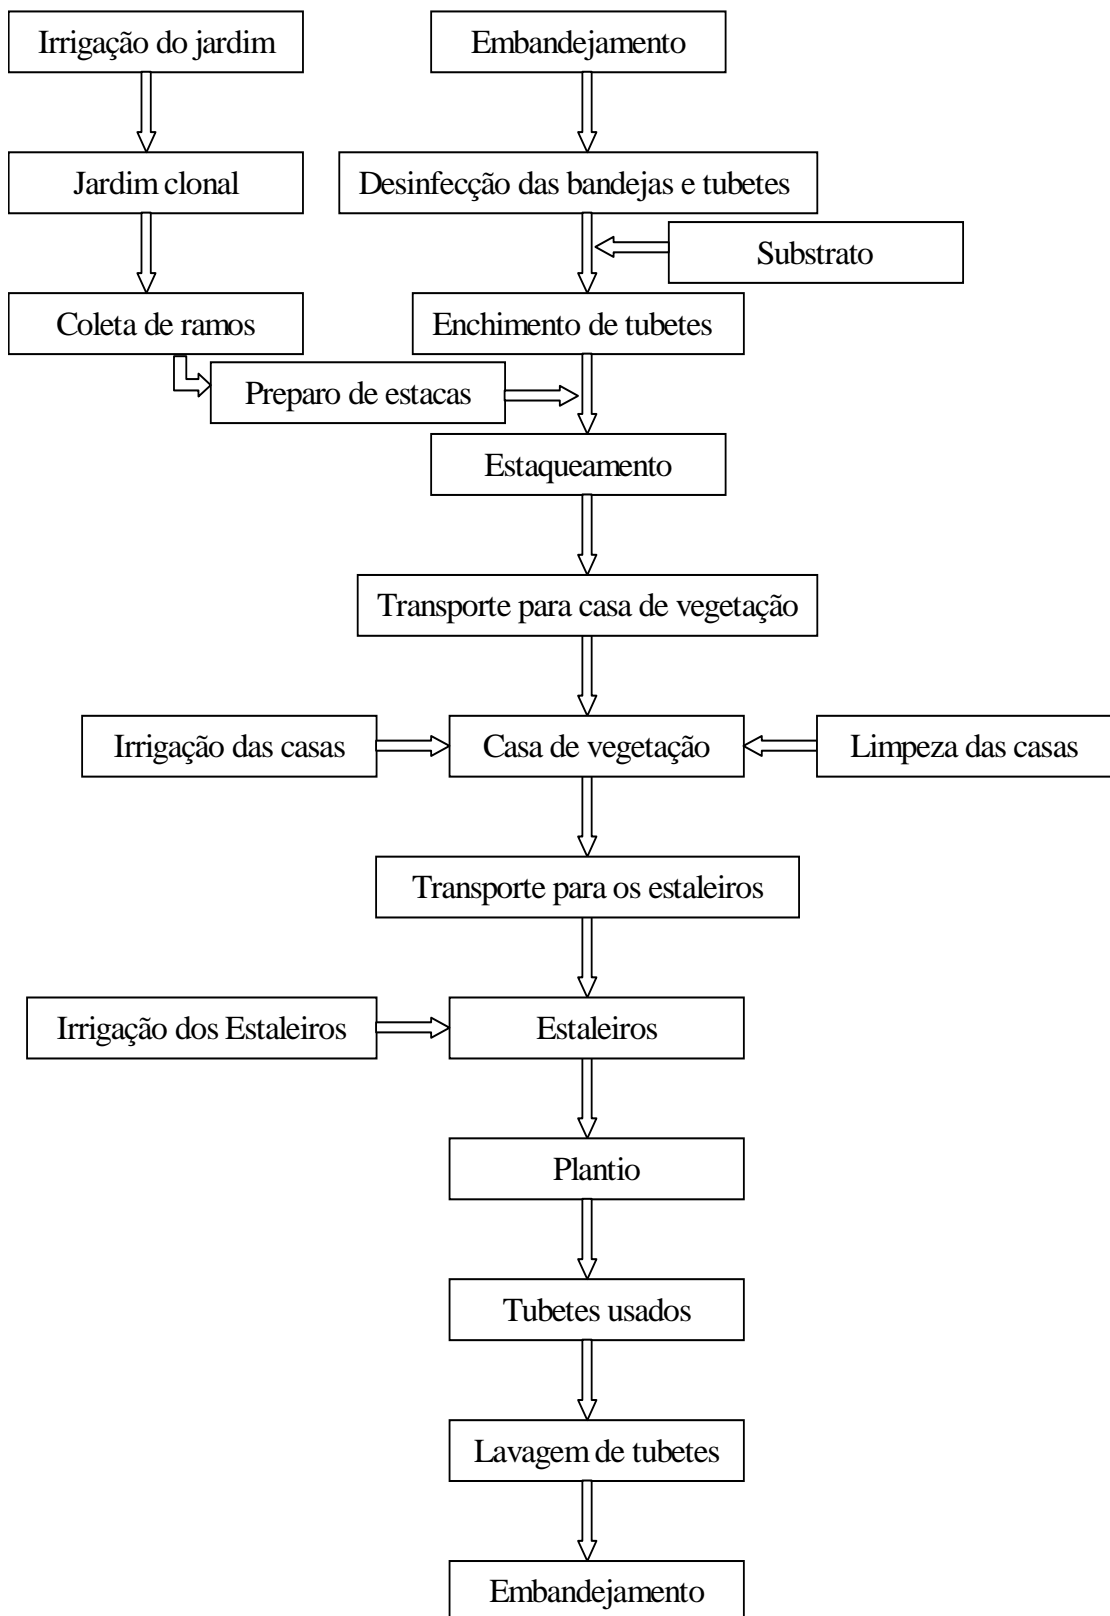 Irrigação do jardim
Embandejamento
Jardim clonal
Desinfecção das bandejas e tubetes
Substrato
Coleta de ramos
Enchimento de tubetes
Preparo de estacas
Estaqueamento
Transporte para casa de vegetação
Irrigação das casas
Casa de vegetação
Limpeza das casas
Transporte para os estaleiros
Irrigação dos Estaleiros
Estaleiros
Plantio
Tubetes usados
Lavagem de tubetes
Embandejamento